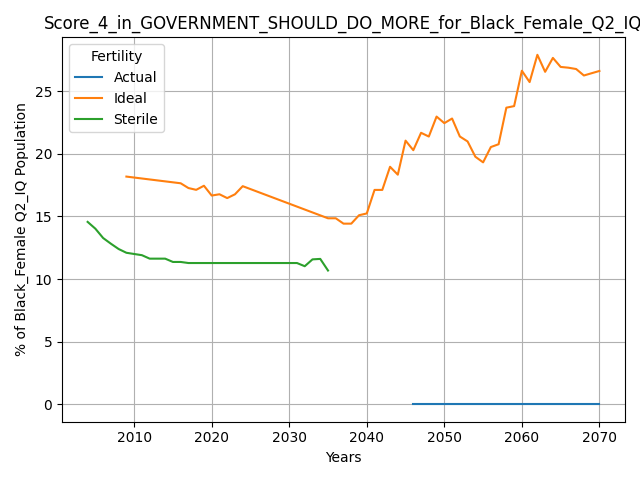 Score_4_in_GOVERNMENT_SHOULD_DO_MORE_for_Black_Female_Q2_IQ
Fertility
Actual
Ideal
Sterile
% of Black_Female Q2_IQ Population
25
20
15
10
5
0
2010 2020 2030 2040 2050 2060 2070
Years